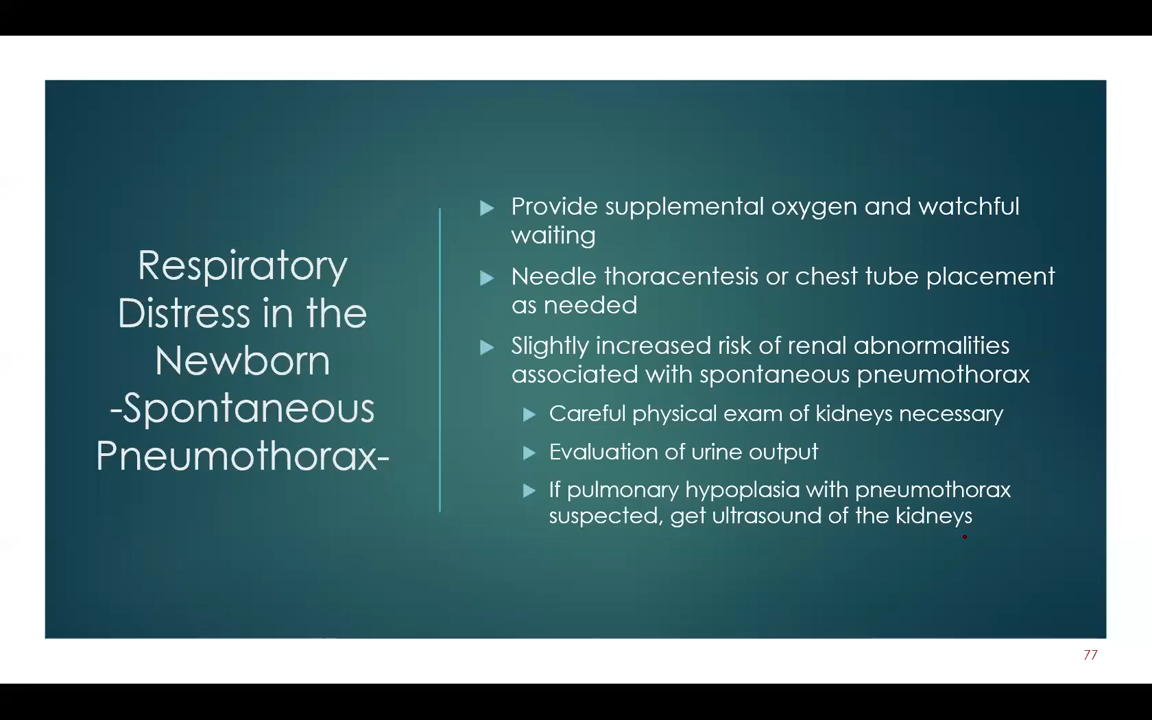 Respiratory
Distress in the
Newborn
-Spontaneous
Pneumothorax-
Provide supplemental oxygen and watchful
waiting
Needle thoracentesis or chest tube placement
as needed
Slightly increased risk of renal abnormalities
associated with spontaneous pneumothorax
Careful physical exam of kidneys necessary
Evaluation of urine output
If pulmonary hypoplasia with pneumothorax
suspected, get ultrasound of the kidneys
77